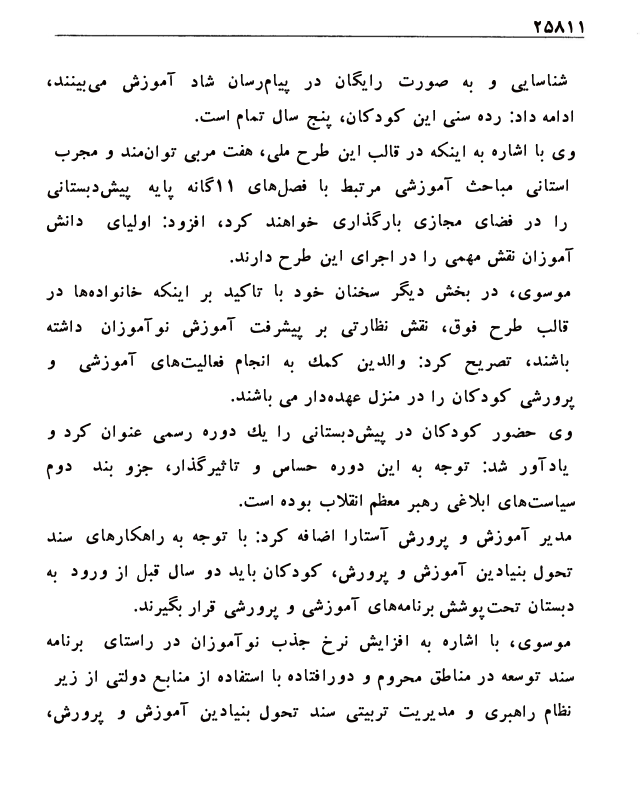 ۲۵۸۱۱
شناسایی و به صورت رایگان در پیام‌رسان شاد آموزش می‌بینند،
ادامه داد: رده سنی این کودکان، پنج سال تمام است.
وی با اشاره به اینکه در قالب این طرح ملی، هفت مربی توان‌مند و مجرب
استانی مباحث آموزشی مرتبط با فصل‌های ۱۱گانه پایه پیش‌دبستانی
را در فضای مجازی بارگذاری خواهند کرد، افزود: اولیای دانش
آموزان نقش مهمی را در اجرای این طرح دارند.
موسوی، در بخش دیگر سخنان خود با تاکید بر اینکه خانواده‌ها در
قالب طرح فوق، نقش نظارتی بر پیشرفت آموزش نوآموزان داشته
باشند، تصریح کرد: والدین کمك به انجام فعالیت‌های آموزشی و
پرورشی کودکان را در منزل عهده‌دار می باشند.
وی حضور کودکان در پیش‌دبستانی را یك دوره رسمی عنوان کرد و
یادآور شد: توجه به این دوره حساس و تاثیرگذار، جزو بند دوم
سیاست‌های ابلاغی رهبر معظم انقلاب بوده است.
مدیر آموزش و پرورش آستارا اضافه کرد: با توجه به راهکارهای سند
تحول بنیادین آموزش و پرورش، کودکان باید دو سال قبل از ورود به
دبستان تحت‌پوشش برنامه‌های آموزشی و پرورشی قرار بگیرند.
موسوی، با اشاره به افزایش نرخ جذب نوآموزان در راستای برنامه
سند توسعه در مناطق محروم و دورافتاده با استفاده از منابع دولتی از زیر
نظام راهبری و مدیریت تربیتی سند تحول بنیادین آموزش و پرورش،